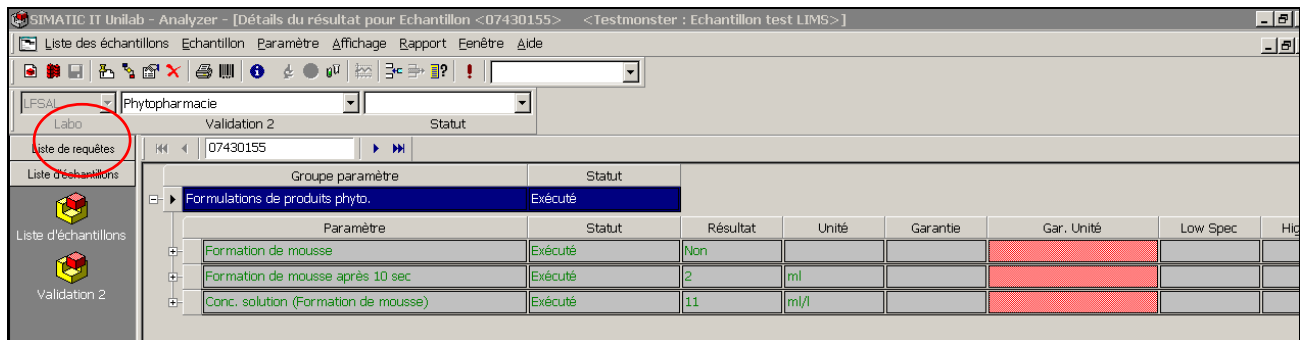 SIMATIC IT Unilab - Analyzer - [Détails du résultat pour Echantillon <07430155> <Testmonster : Echantillon test LIMS>]
Liste des échantillons Echantillon Paramètre Affichage Rapport Eenêtre Aide
LFSAL Phytopharmacie
Labo Validation 2 Statut
Liste de requêtes 07430155
Liste d'échantillons Groupe paramètre Statut
Formulations de produits phyto. Exécuté
Paramètre Statut Résultat Unité Garantie Gar. Unité Low Spec Hig
Liste d'échantillons
Formation de mousse Exécuté Non
Formation de mousse après 10 sec Exécuté 2 ml
Validation 2
Conc. solution (Formation de mousse) Exécuté 11 ml/l